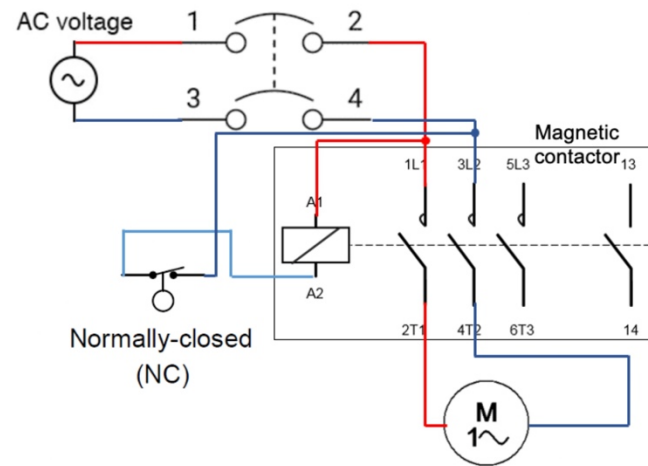 AC voltage
1
2
3
4
Magnetic
contactor
1L1
3L2
5L3
13
A1
A2
2T1
4T2
6T3
14
Normally-closed
(NC)
M
1~